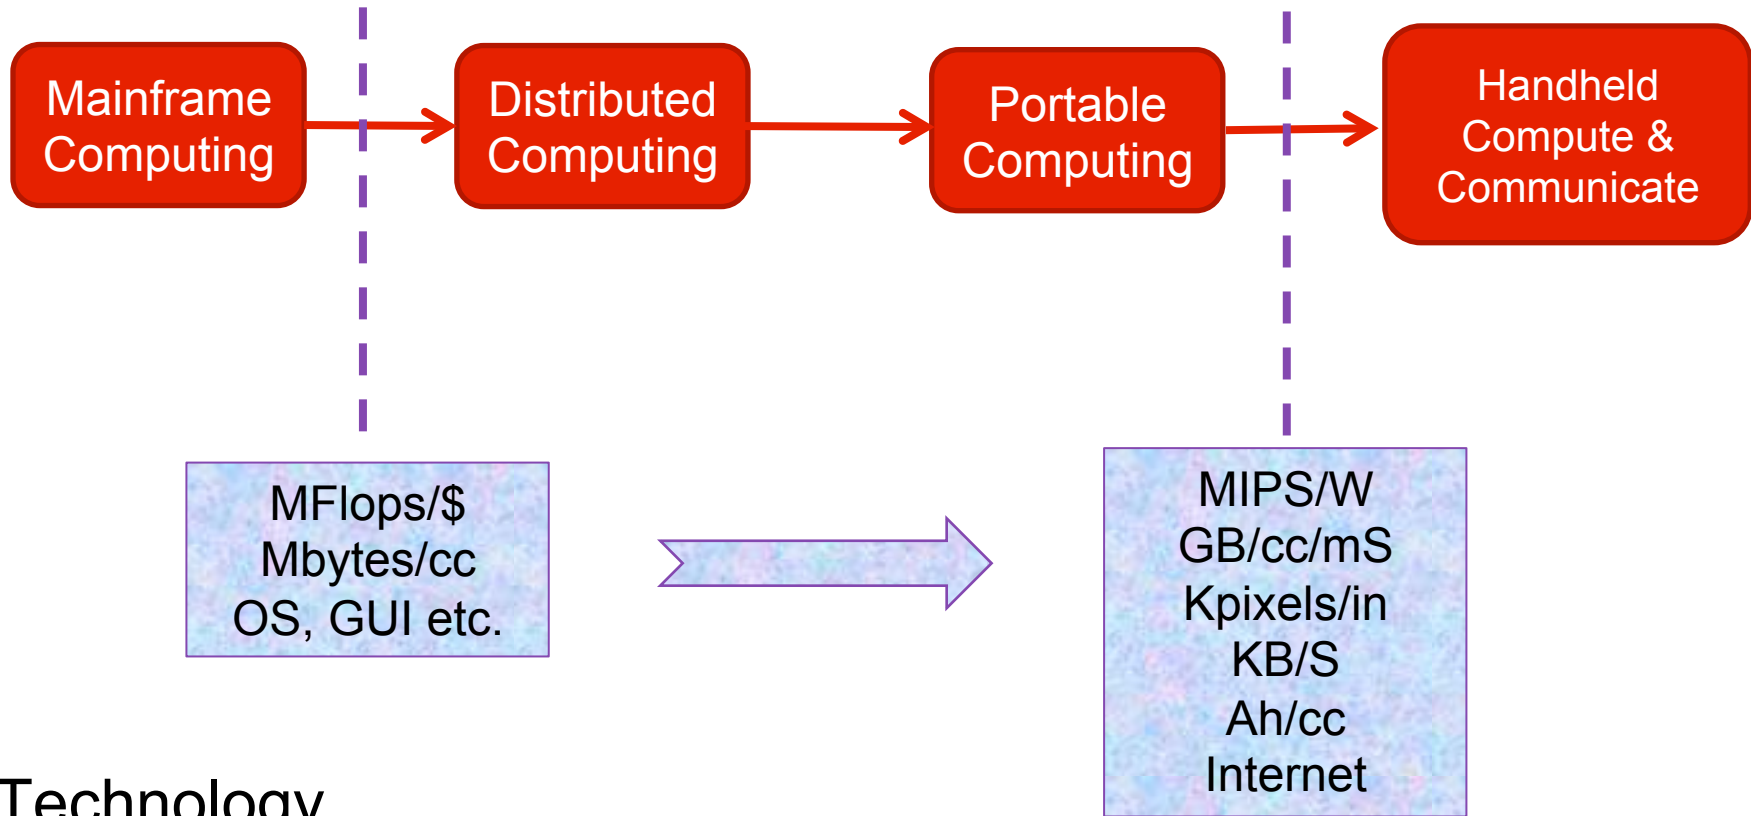 Mainframe
Computing
Distributed
Computing
Portable
Computing
Handheld
Compute &
Communicate
MFlops/$
Mbytes/cc
OS, GUI etc.
MIPS/W
GB/cc/mS
Kpixels/in
KB/S
Ah/cc
Internet
Technology